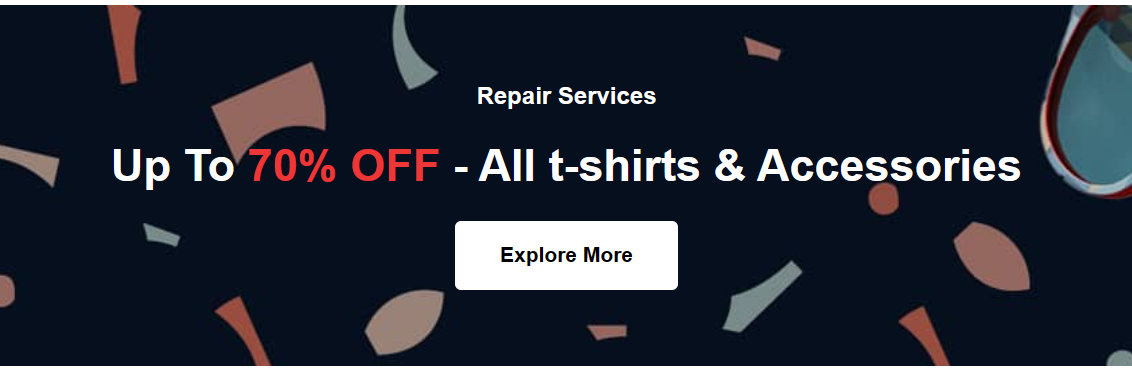 Repair Services
Up To 70% OFF - All t-shirts & Accessories
Explore More